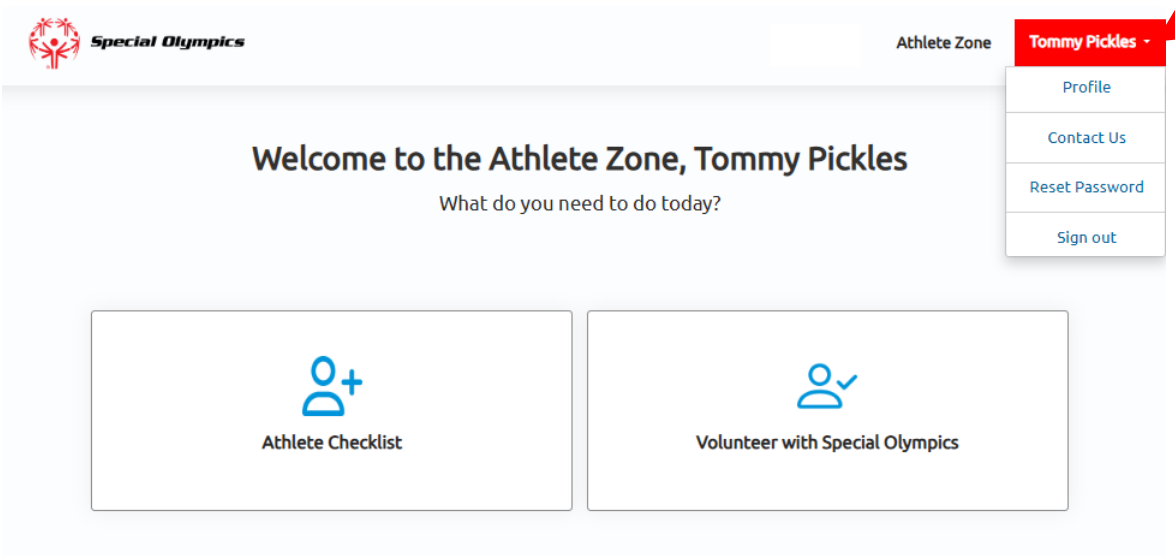 Special Olympics
Athlete Zone
Tommy Pickles
Profile
Contact Us
Reset Password
Sign out
Welcome to the Athlete Zone, Tommy Pickles
What do you need to do today?
Athlete Checklist
Volunteer with Special Olympics